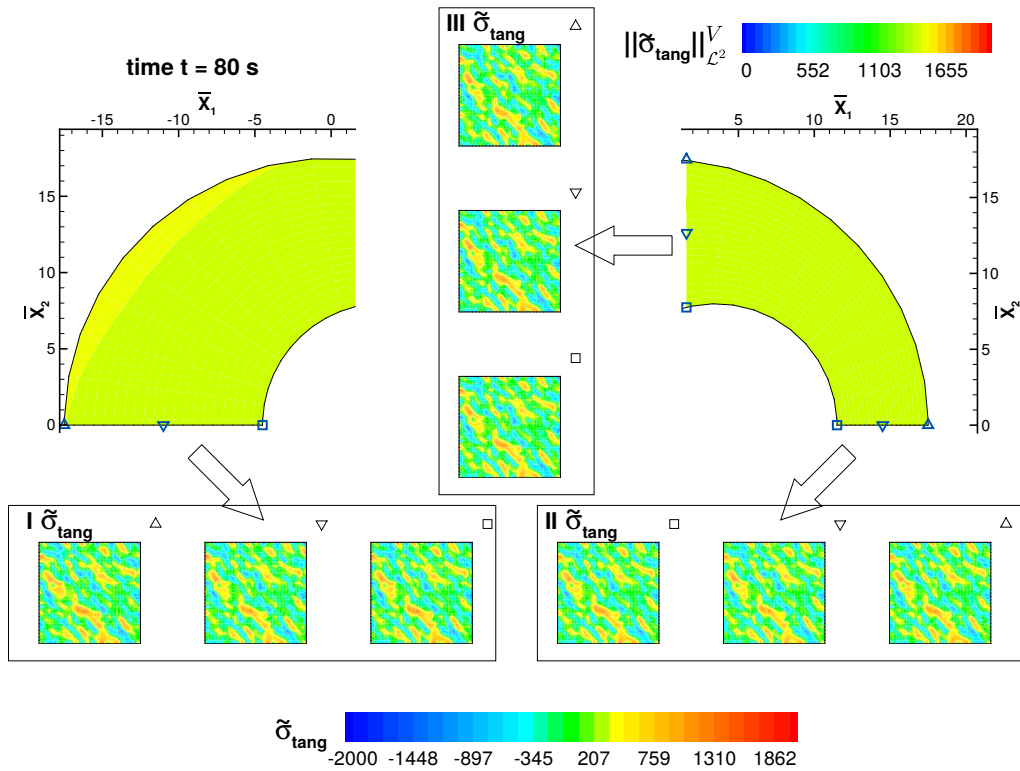 III σ̃tang
||σ̃tang||ⱽ𝓛²
0 552 1103 1655
time t = 80 s
X̅1
-15 -10 -5 0
X̅1
5 10 15 20
15
10
5
0
X̅2
15
10
5
0
X̅2
I σ̃tang
II σ̃tang
σ̃tang
-2000 -1448 -897 -345 207 759 1310 1862